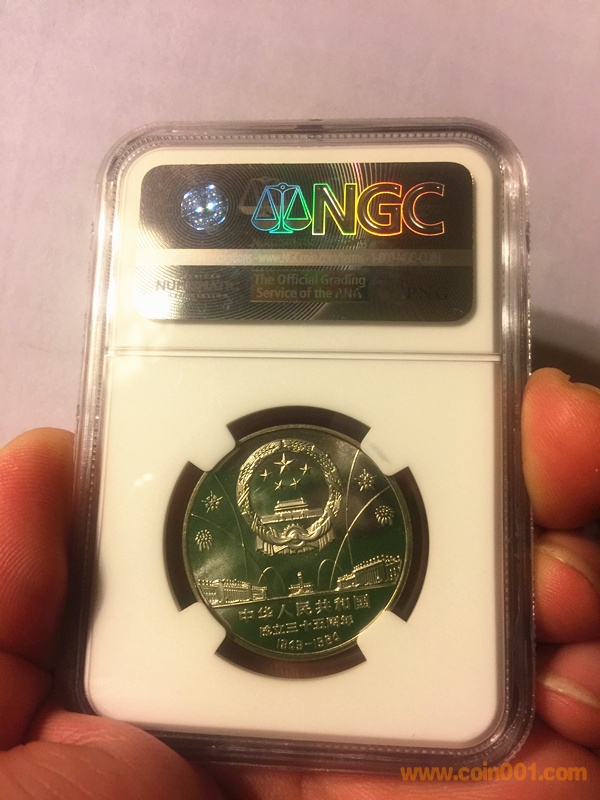 NGC
The Official Grading
Service of the ANA
PNG
中华人民共和国
成立三十五周年
1949-1984
www.coin001.com